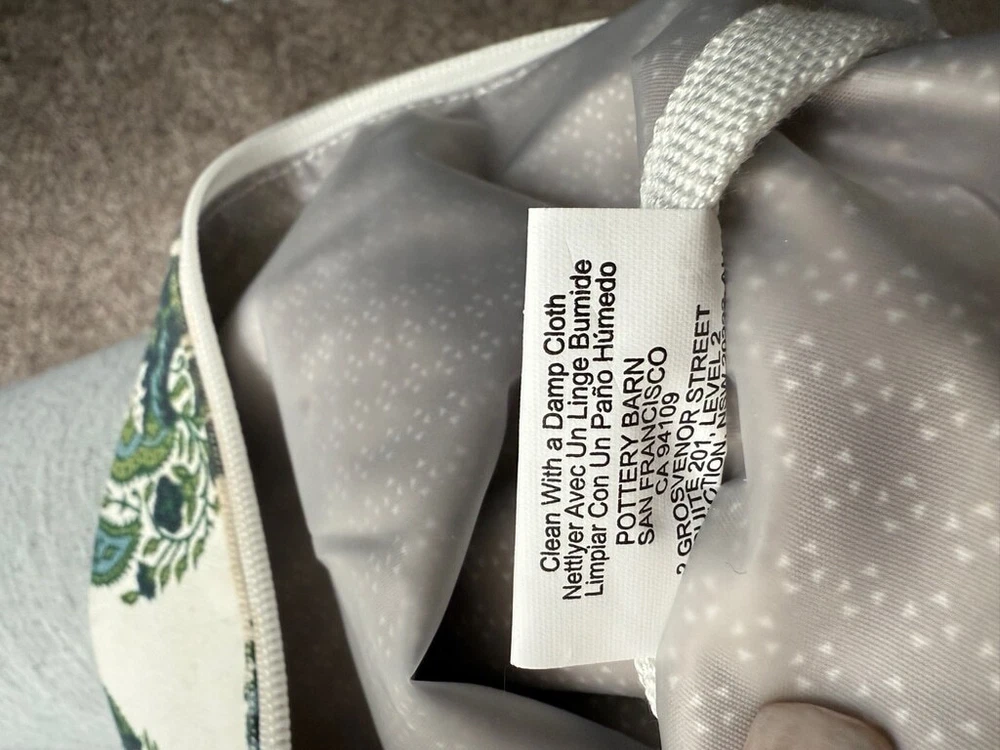 Clean With a Damp Cloth
Nettlyer Avec Un Linge Bumide
Limpiar Con Un Paño Húmedo
POTTERY BARN
SAN FRANCISCO
CA 94109
2 GROSVENOR STREET
SUITE 201, LEVEL 2
NSW